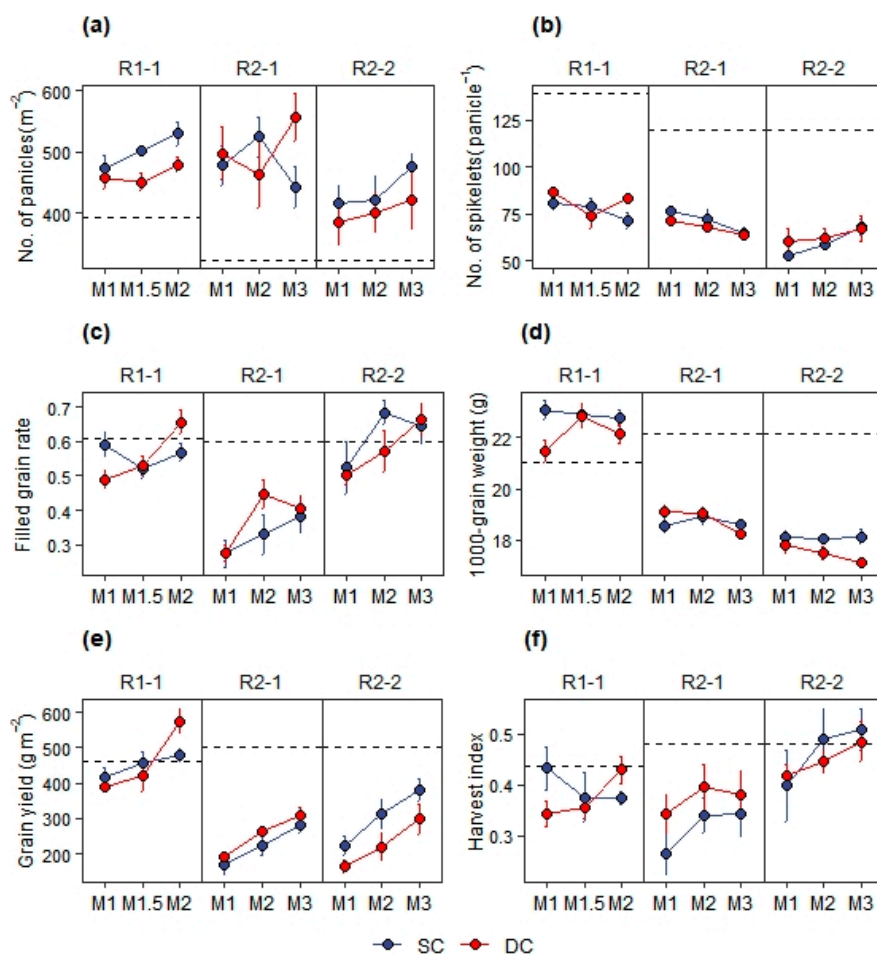 (a)
R1-1 R2-1 R2-2
No. of panicles(m⁻²)
600
500
400
M1 M1.5 M2 M1 M2 M3 M1 M2 M3
(b)
R1-1 R2-1 R2-2
No. of spikelets( panicle⁻¹)
125
100
75
50
M1 M1.5 M2 M1 M2 M3 M1 M2 M3
(c)
R1-1 R2-1 R2-2
Filled grain rate
0.7
0.6
0.5
0.4
0.3
M1 M1.5 M2 M1 M2 M3 M1 M2 M3
(d)
R1-1 R2-1 R2-2
1000-grain weight (g)
22
20
18
M1 M1.5 M2 M1 M2 M3 M1 M2 M3
(e)
R1-1 R2-1 R2-2
Grain yield (g m⁻²)
600
500
400
300
200
M1 M1.5 M2 M1 M2 M3 M1 M2 M3
(f)
R1-1 R2-1 R2-2
Harvest index
0.5
0.4
0.3
M1 M1.5 M2 M1 M2 M3 M1 M2 M3
SC DC